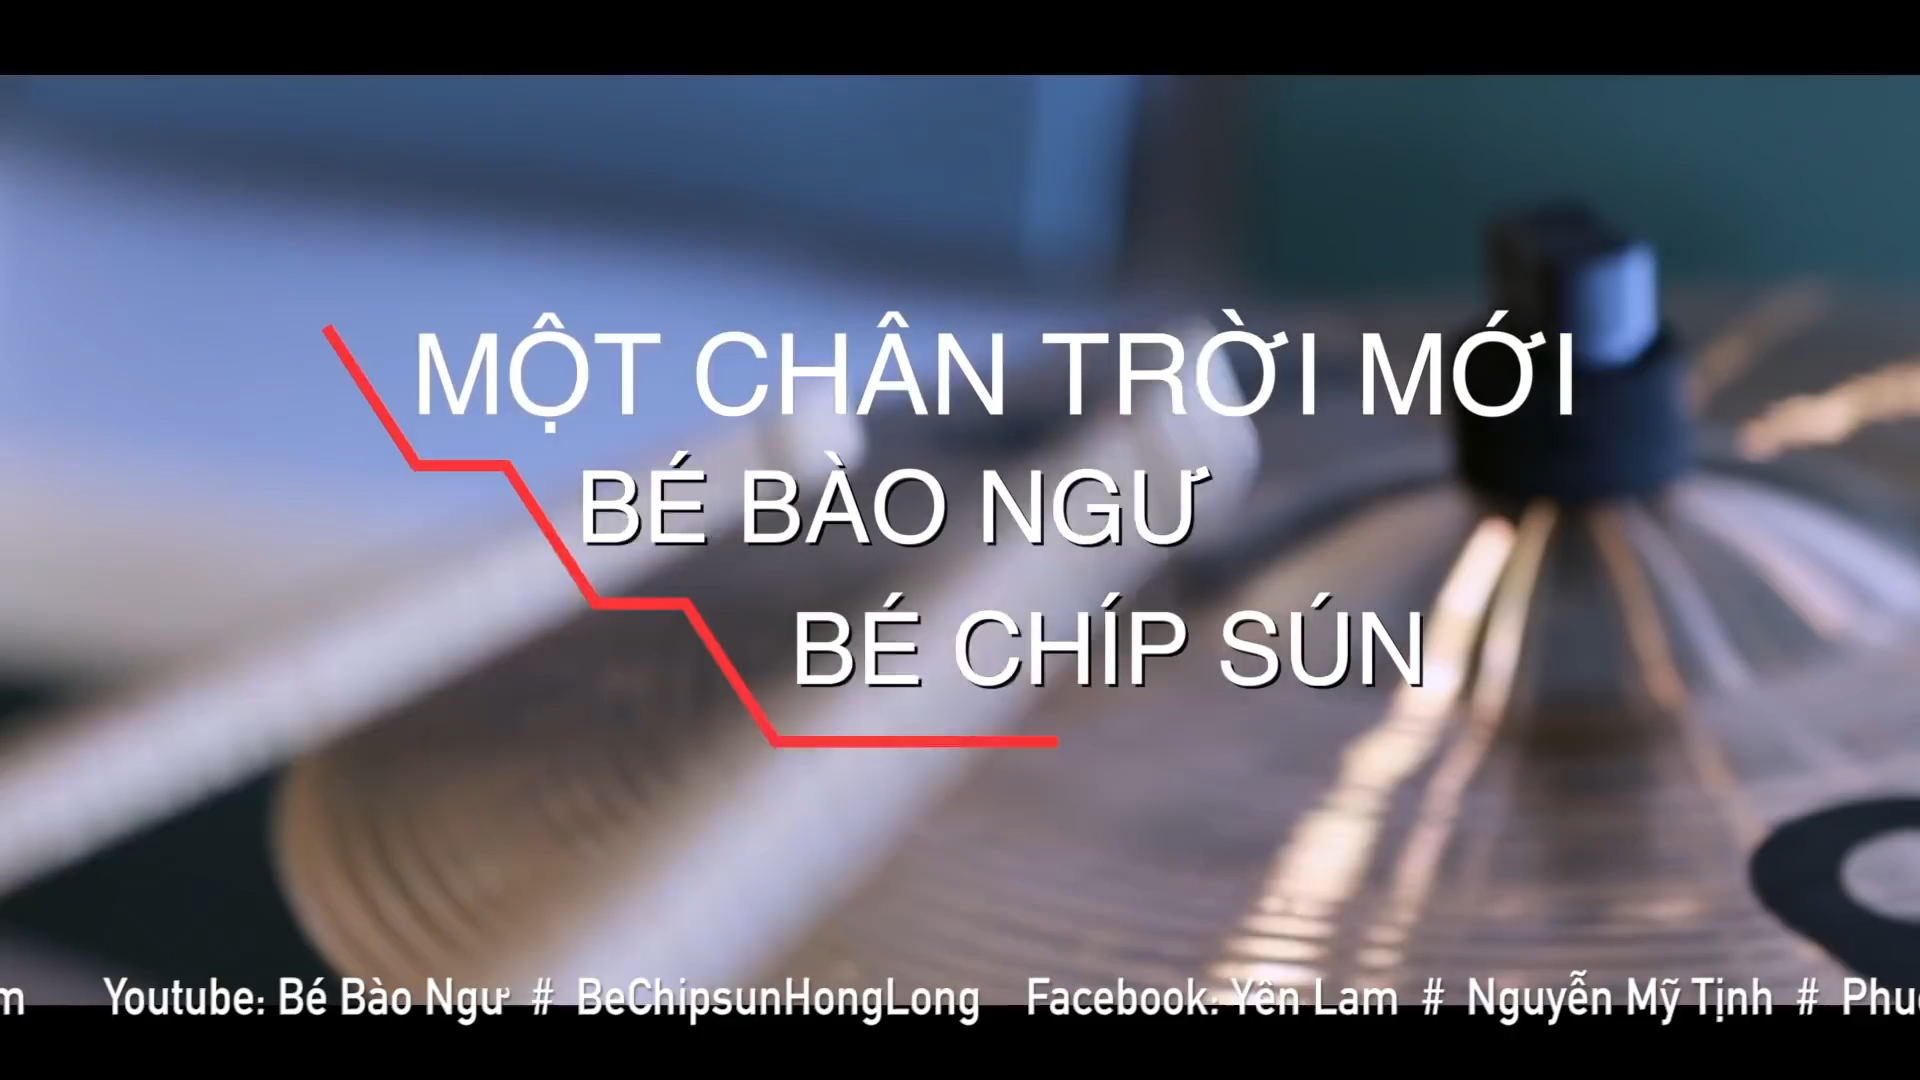 MỘT CHÂN TRỜI MỚI
BÉ BÀO NGƯ
BÉ CHÍP SÚN
Youtube: Bé Bào Ngư # BeChipsunHongLong Facebook: Yên Lam # Nguyễn Mỹ Tịnh #